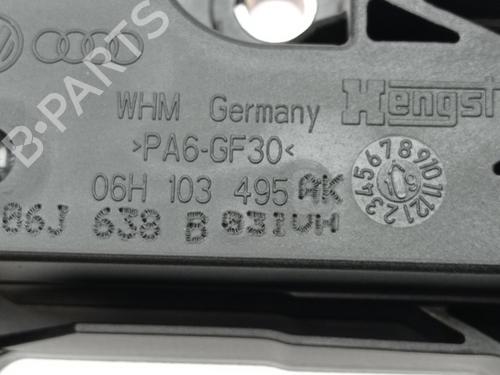 B-PARTS
WHM Germany Hengst
>PA6-GF30<
06H 103 495 AK
06J 638 B 031VH
4 5 6 7 8 9 10 11 12 1 2 3